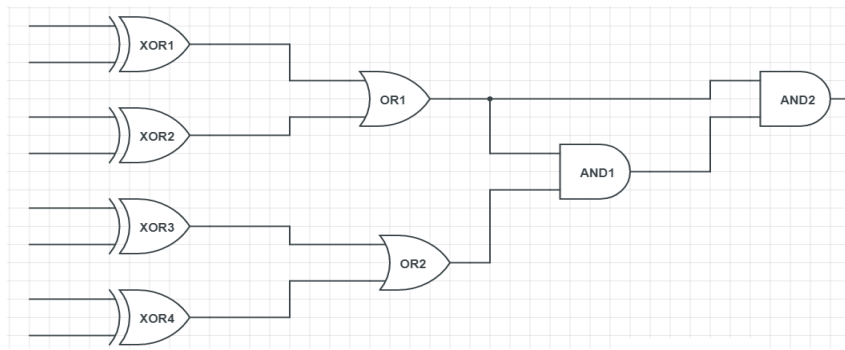 XOR1
XOR2
XOR3
XOR4
OR1
OR2
AND1
AND2